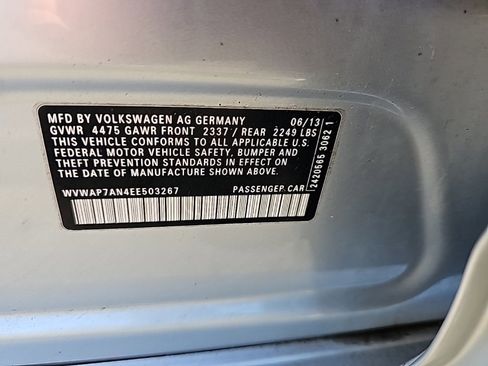 MFD BY VOLKSWAGEN AG GERMANY 06/13
GVWR 4475 GAWR FRONT 2337 / REAR 2249 LBS
THIS VEHICLE CONFORMS TO ALL APPLICABLE U.S.
FEDERAL MOTOR VEHICLE SAFETY, BUMPER AND
THEFT PREVENTION STANDARDS IN EFFECT ON
THE DATE OF MANUFACTURE SHOWN ABOVE.
WVWAP7AN4EE503267 PASSENGER CAR
2420565 3062 1